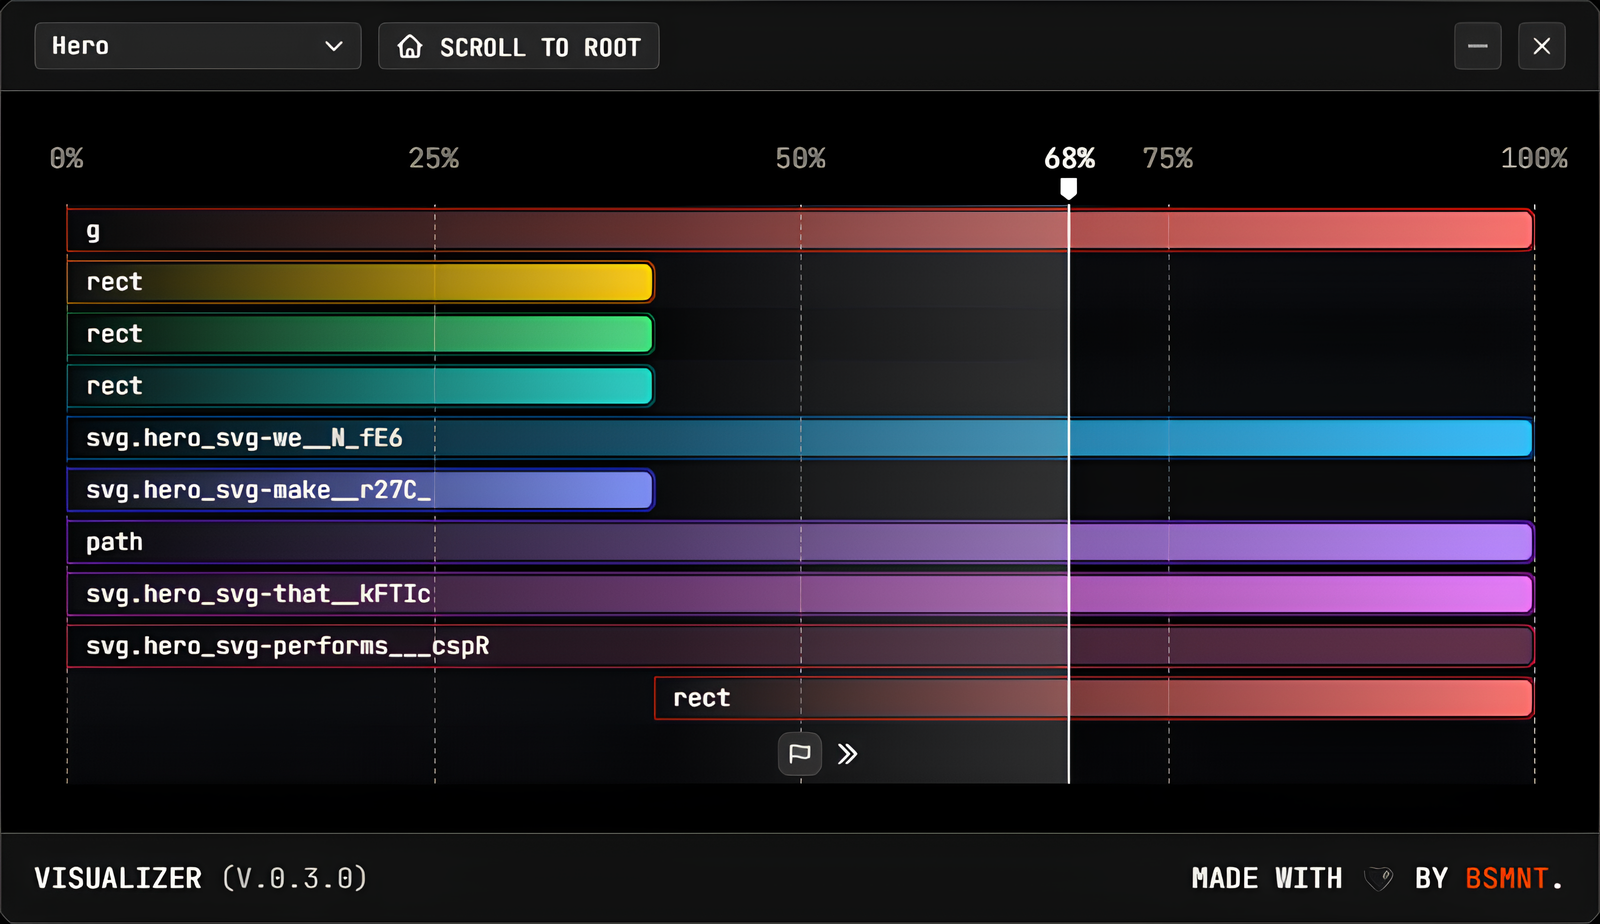 Hero
SCROLL TO ROOT
0% 25% 50% 68% 75% 100%
g
rect
rect
rect
svg.hero_svg-we__N_fE6
svg.hero_svg-make__r27C_
path
svg.hero_svg-that__kFTIc
svg.hero_svg-performs___cspR
rect
VISUALIZER (V.0.3.0)
MADE WITH BY BSMNT.